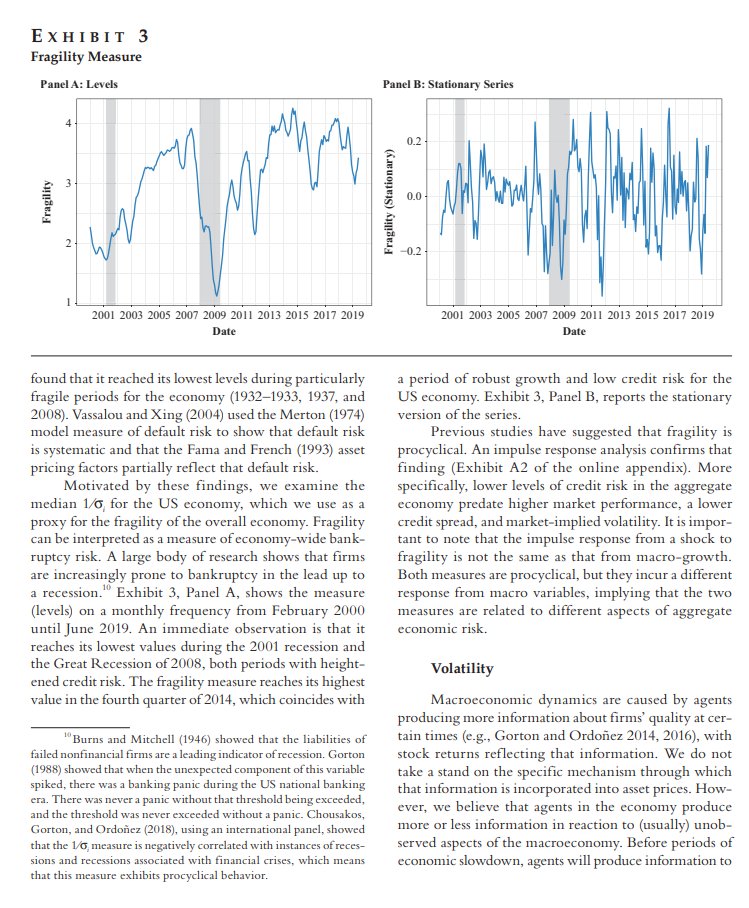 EXHIBIT 3
Fragility Measure
Panel A: Levels
4
3
2
1
Fragility
2001 2003 2005 2007 2009 2011 2013 2015 2017 2019
Date
Panel B: Stationary Series
0.2
0.0
−0.2
Fragility (Stationary)
2001 2003 2005 2007 2009 2011 2013 2015 2017 2019
Date
found that it reached its lowest levels during particularly
fragile periods for the economy (1932–1933, 1937, and
2008). Vassalou and Xing (2004) used the Merton (1974)
model measure of default risk to show that default risk
is systematic and that the Fama and French (1993) asset
pricing factors partially reflect that default risk.
Motivated by these findings, we examine the
median 1/σi for the US economy, which we use as a
proxy for the fragility of the overall economy. Fragility
can be interpreted as a measure of economy-wide bank-
ruptcy risk. A large body of research shows that firms
are increasingly prone to bankruptcy in the lead up to
a recession.10 Exhibit 3, Panel A, shows the measure
(levels) on a monthly frequency from February 2000
until June 2019. An immediate observation is that it
reaches its lowest values during the 2001 recession and
the Great Recession of 2008, both periods with height-
ened credit risk. The fragility measure reaches its highest
value in the fourth quarter of 2014, which coincides with
10 Burns and Mitchell (1946) showed that the liabilities of
failed nonfinancial firms are a leading indicator of recession. Gorton
(1988) showed that when the unexpected component of this variable
spiked, there was a banking panic during the US national banking
era. There was never a panic without that threshold being exceeded,
and the threshold was never exceeded without a panic. Chousakos,
Gorton, and Ordoñez (2018), using an international panel, showed
that the 1/σi measure is negatively correlated with instances of reces-
sions and recessions associated with financial crises, which means
that this measure exhibits procyclical behavior.
a period of robust growth and low credit risk for the
US economy. Exhibit 3, Panel B, reports the stationary
version of the series.
Previous studies have suggested that fragility is
procyclical. An impulse response analysis confirms that
finding (Exhibit A2 of the online appendix). More
specifically, lower levels of credit risk in the aggregate
economy predate higher market performance, a lower
credit spread, and market-implied volatility. It is impor-
tant to note that the impulse response from a shock to
fragility is not the same as that from macro-growth.
Both measures are procyclical, but they incur a different
response from macro variables, implying that the two
measures are related to different aspects of aggregate
economic risk.
Volatility
Macroeconomic dynamics are caused by agents
producing more information about firms' quality at cer-
tain times (e.g., Gorton and Ordoñez 2014, 2016), with
stock returns reflecting that information. We do not
take a stand on the specific mechanism through which
that information is incorporated into asset prices. How-
ever, we believe that agents in the economy produce
more or less information in reaction to (usually) unob-
served aspects of the macroeconomy. Before periods of
economic slowdown, agents will produce information to